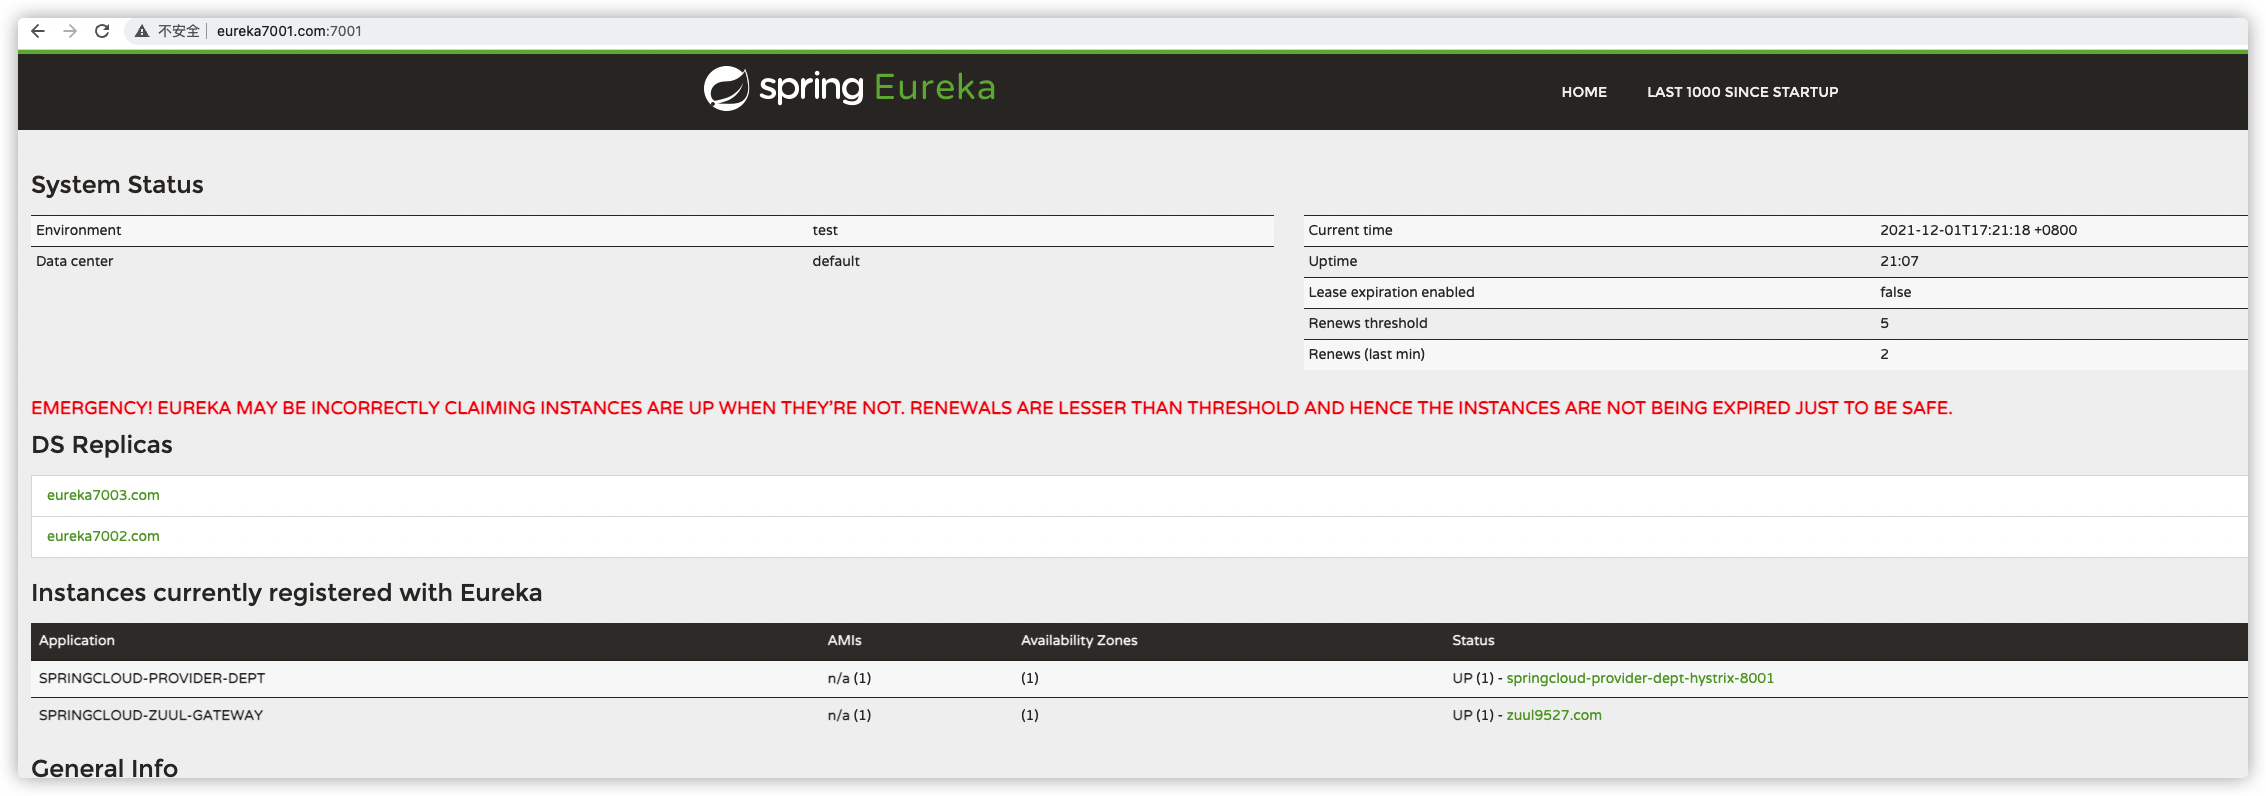 不安全 eureka7001.com:7001
spring Eureka
HOME LAST 1000 SINCE STARTUP
System Status
Environment test
Data center default
Current time 2021-12-01T17:21:18 +0800
Uptime 21:07
Lease expiration enabled false
Renews threshold 5
Renews (last min) 2
EMERGENCY! EUREKA MAY BE INCORRECTLY CLAIMING INSTANCES ARE UP WHEN THEY'RE NOT. RENEWALS ARE LESSER THAN THRESHOLD AND HENCE THE INSTANCES ARE NOT BEING EXPIRED JUST TO BE SAFE.
DS Replicas
eureka7003.com
eureka7002.com
Instances currently registered with Eureka
Application AMIs Availability Zones Status
SPRINGCLOUD-PROVIDER-DEPT n/a (1) (1) UP (1) - springcloud-provider-dept-hystrix-8001
SPRINGCLOUD-ZUUL-GATEWAY n/a (1) (1) UP (1) - zuul9527.com
General Info